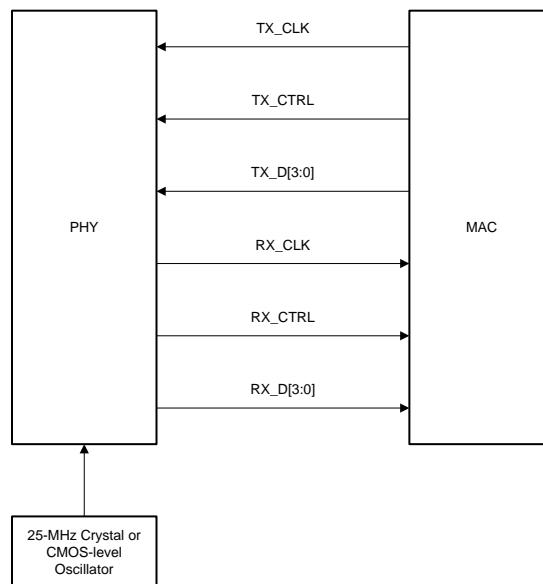 TX_CLK
TX_CTRL
TX_D[3:0]
PHY
MAC
RX_CLK
RX_CTRL
RX_D[3:0]
25-MHz Crystal or
CMOS-level
Oscillator